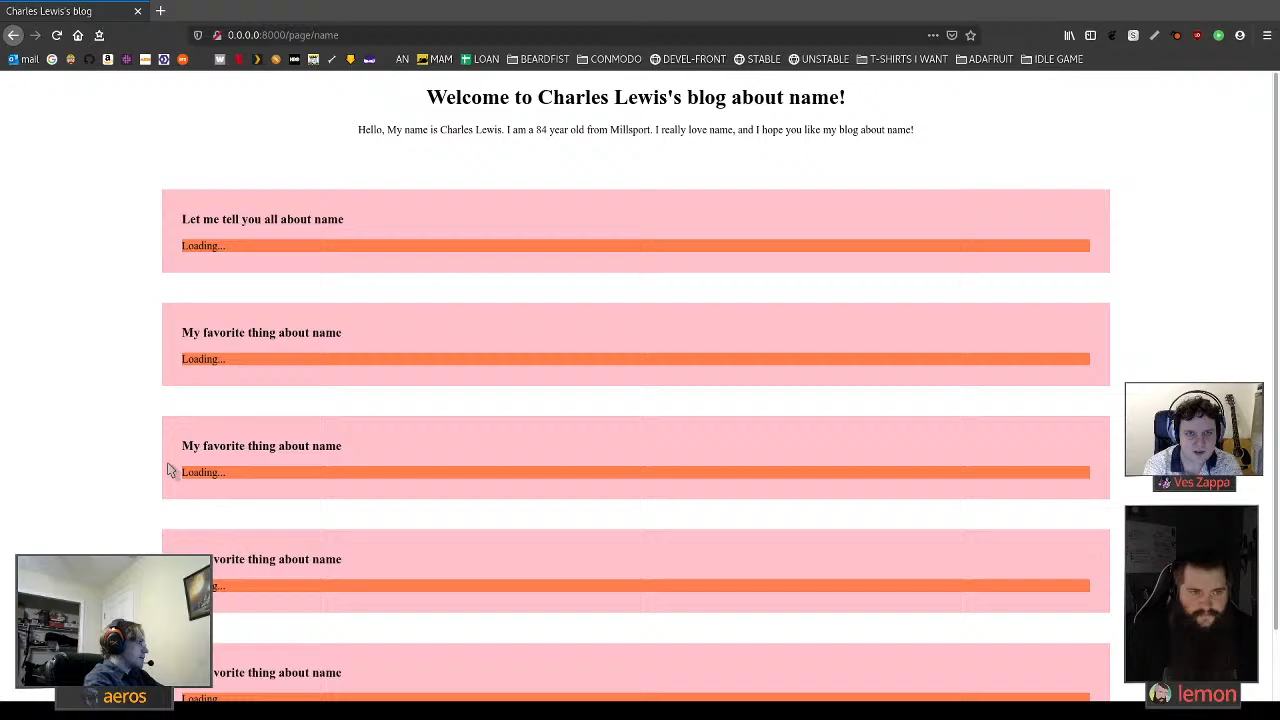 Charles Lewis's blog
0.0.0.0:8000/page/name
mail
AN
MAM
LOAN
BEARDFIST
CONMODO
DEVEL-FRONT
STABLE
UNSTABLE
T-SHIRTS I WANT
ADAFRUIT
IDLE GAME
Welcome to Charles Lewis's blog about name!
Hello, My name is Charles Lewis. I am a 84 year old from Millsport. I really love name, and I hope you like my blog about name!
Let me tell you all about name
Loading...
My favorite thing about name
Loading...
My favorite thing about name
Loading...
vorite thing about name
g...
vorite thing about name
Loading...
Ves Zappa
aeros
lemon